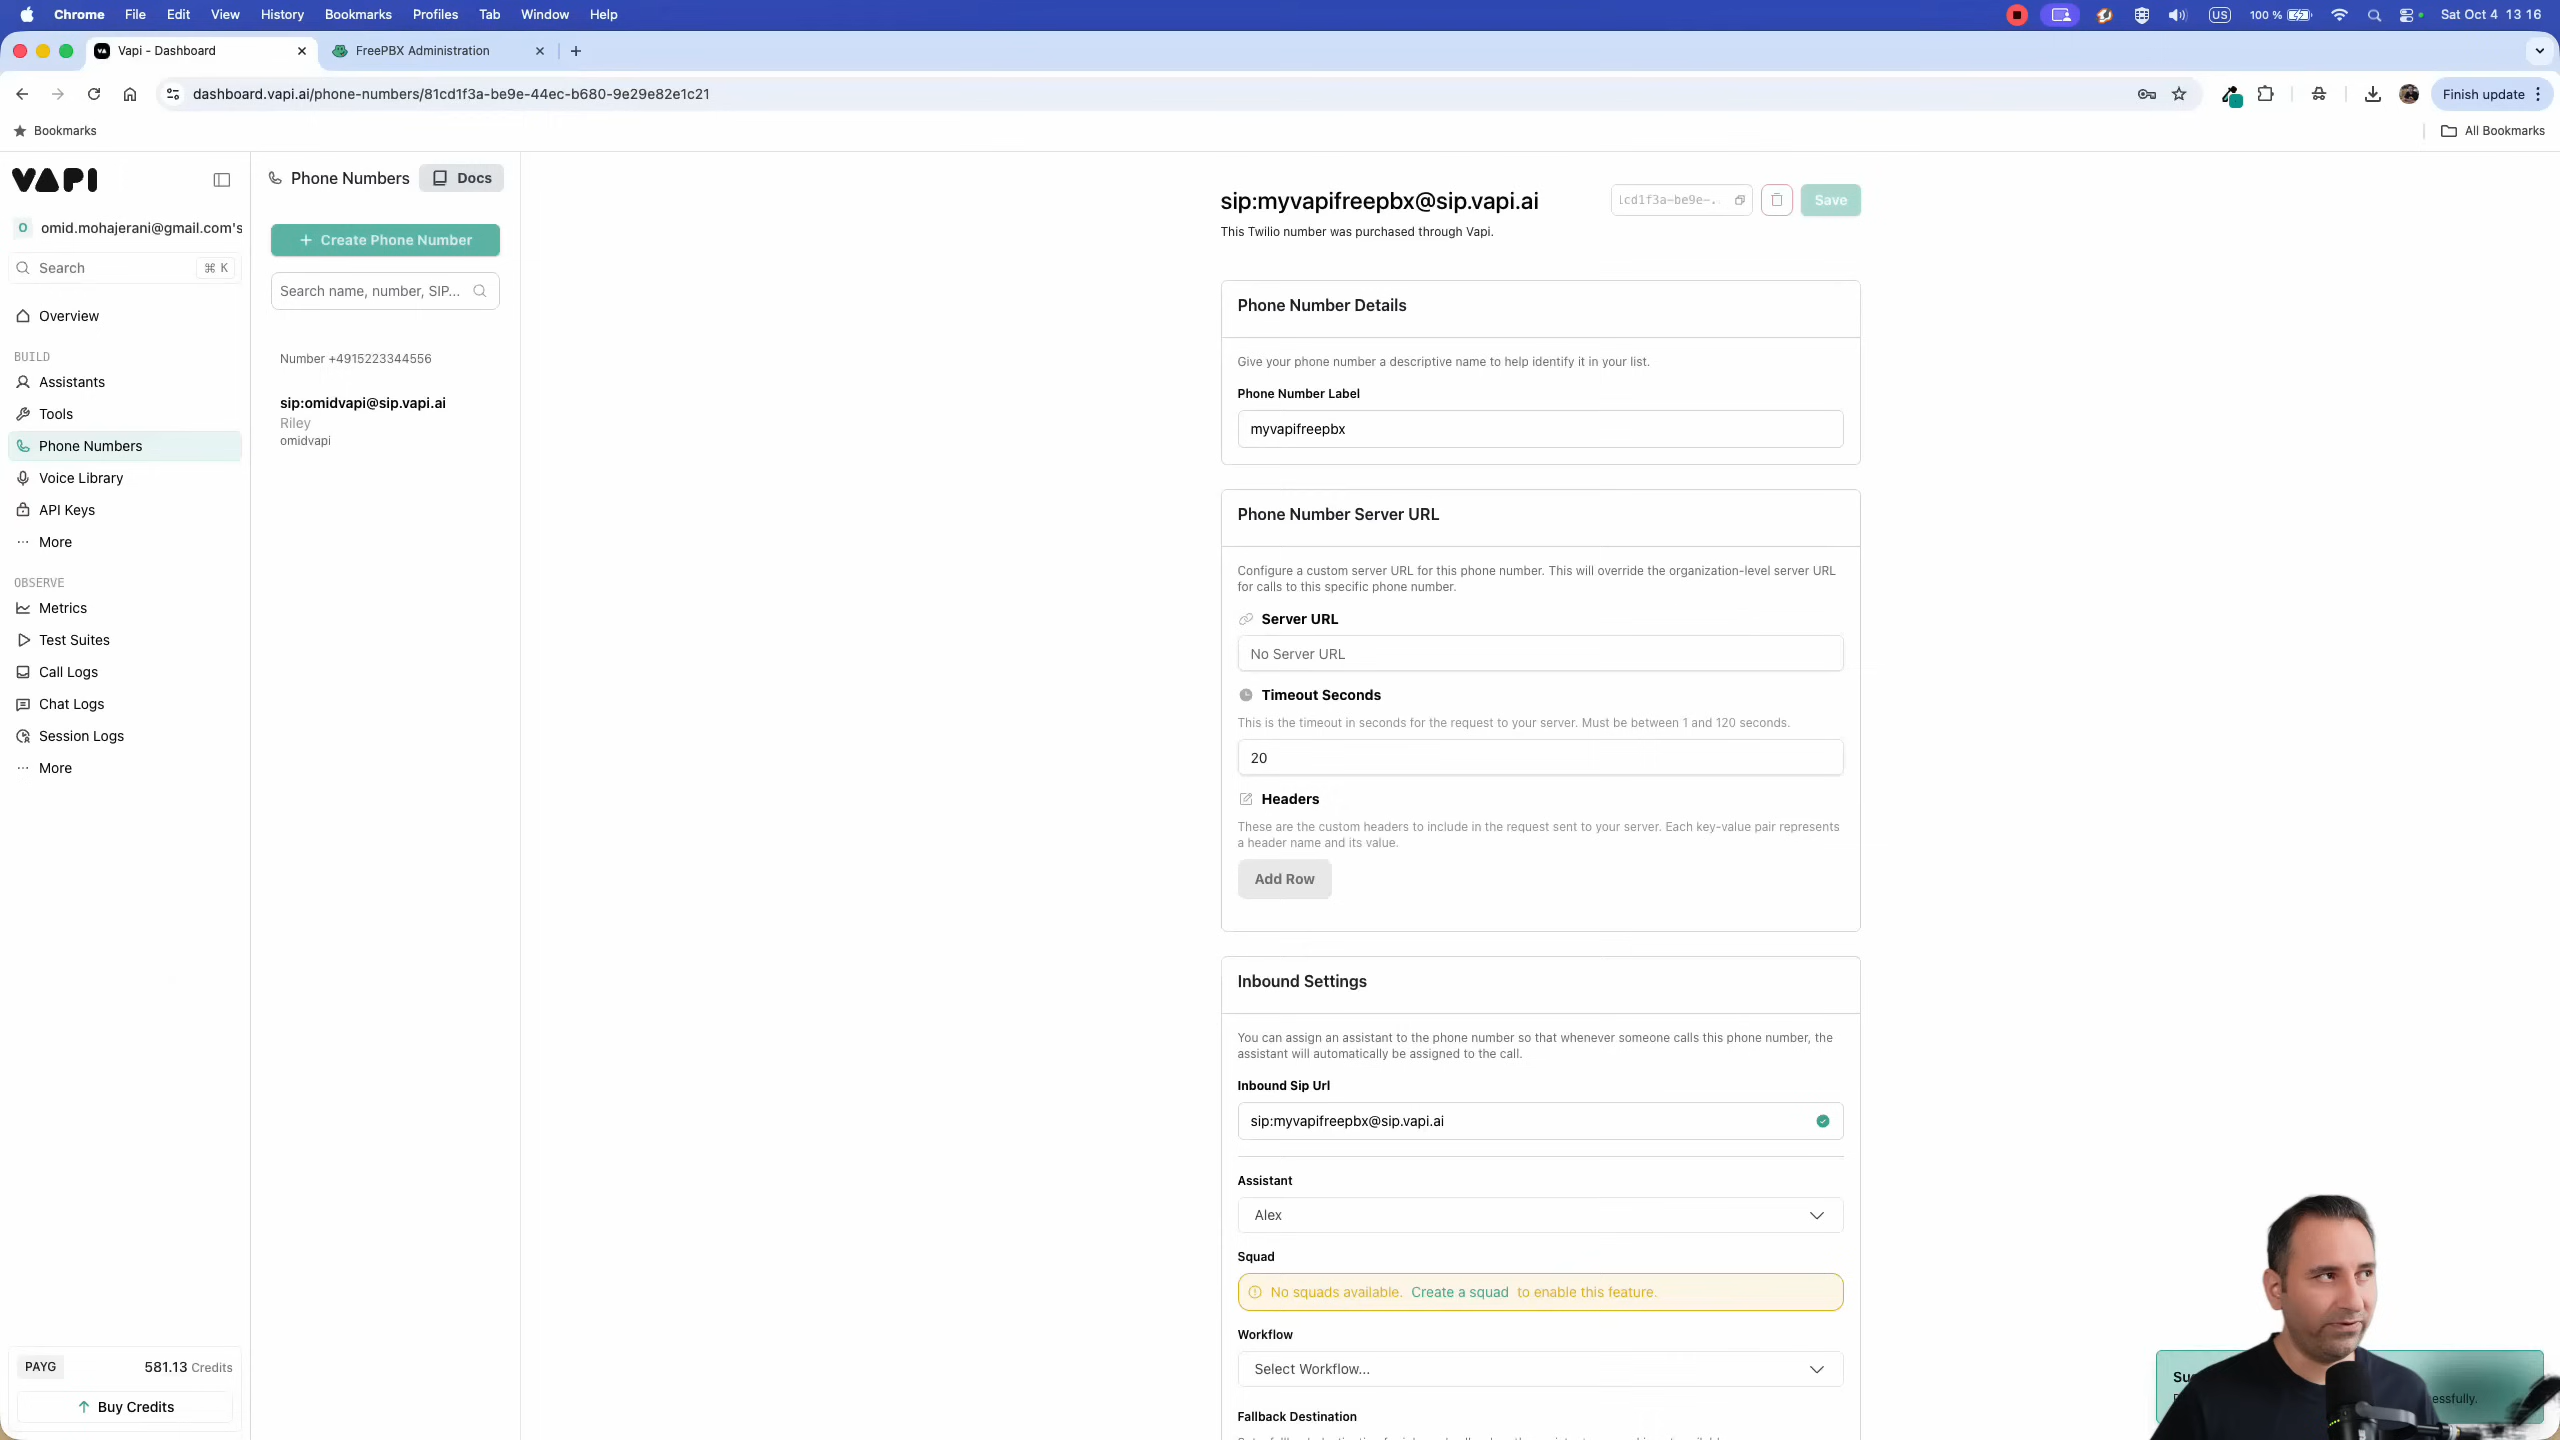 Chrome File Edit View History Bookmarks Profiles Tab Window Help
US 100 % Sat Oct 4 13 16
Vapi - Dashboard
FreePBX Administration
dashboard.vapi.ai/phone-numbers/81cd1f3a-be9e-44ec-b680-9e29e82e1c21
Finish update
Bookmarks
All Bookmarks
VAPI
O omid.mohajerani@gmail.com's
Search ⌘ K
Overview
BUILD
Assistants
Tools
Phone Numbers
Voice Library
API Keys
More
OBSERVE
Metrics
Test Suites
Call Logs
Chat Logs
Session Logs
More
PAYG 581.13 Credits
Buy Credits
Phone Numbers
Docs
+ Create Phone Number
Search name, number, SIP...
Number +4915223344556
sip:omidvapi@sip.vapi.ai
Riley
omidvapi
sip:myvapifreepbx@sip.vapi.ai
cd1f3a-be9e-.
Save
This Twilio number was purchased through Vapi.
Phone Number Details
Give your phone number a descriptive name to help identify it in your list.
Phone Number Label
myvapifreepbx
Phone Number Server URL
Configure a custom server URL for this phone number. This will override the organization-level server URL
for calls to this specific phone number.
Server URL
No Server URL
Timeout Seconds
This is the timeout in seconds for the request to your server. Must be between 1 and 120 seconds.
20
Headers
These are the custom headers to include in the request sent to your server. Each key-value pair represents
a header name and its value.
Add Row
Inbound Settings
You can assign an assistant to the phone number so that whenever someone calls this phone number, the
assistant will automatically be assigned to the call.
Inbound Sip Url
sip:myvapifreepbx@sip.vapi.ai
Assistant
Alex
Squad
No squads available. Create a squad to enable this feature.
Workflow
Select Workflow...
Fallback Destination